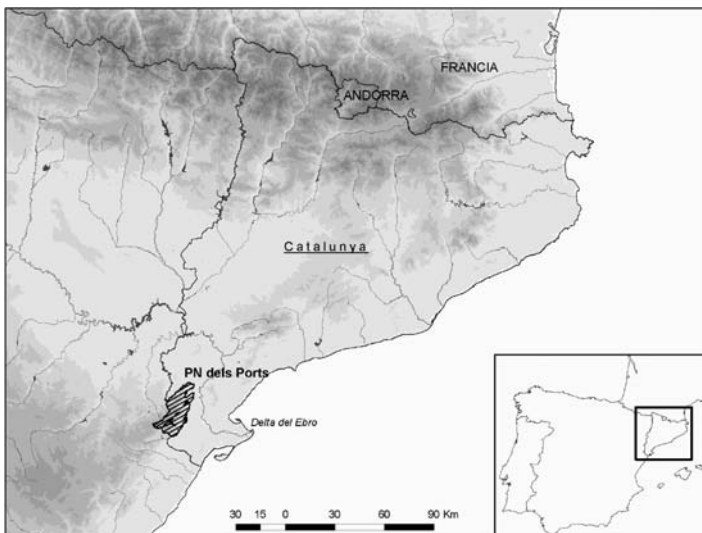 FRANCIA
ANDORRA
Catalunya
PN dels Ports
Delta del Ebro
30 15 0 30 60 90 Km